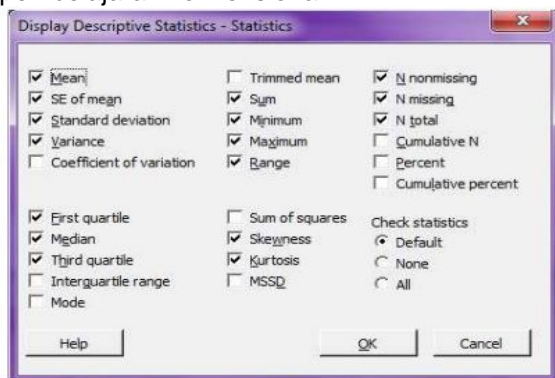 Display Descriptive Statistics - Statistics
Mean
SE of mean
Standard deviation
Variance
Coefficient of variation
Trimmed mean
Sum
Minimum
Maximum
Range
N nonmissing
N missing
N total
Cumulative N
Percent
Cumulative percent
First quartile
Median
Third quartile
Interquartile range
Mode
Sum of squares
Skewness
Kurtosis
MSSD
Check statistics
Default
None
All
Help
OK
Cancel